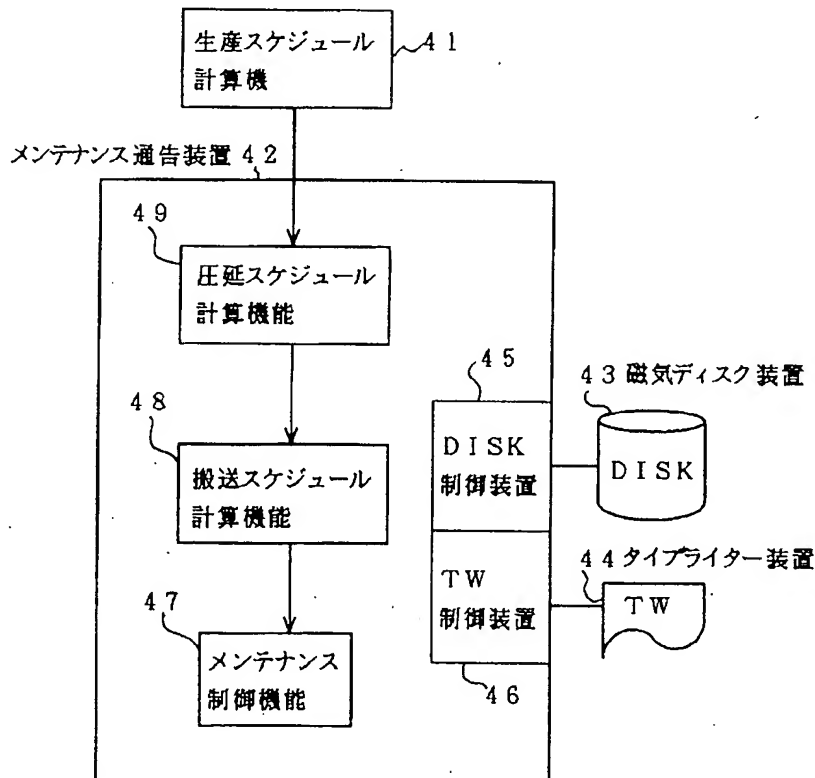 生産スケジュール
計算機
41
メンテナンス通告装置 42
49
圧延スケジュール
計算機能
48
搬送スケジュール
計算機能
47
メンテナンス
制御機能
45
DISK
制御装置
43 磁気ディスク装置
DISK
TW
制御装置
46
44 タイプライター装置
TW